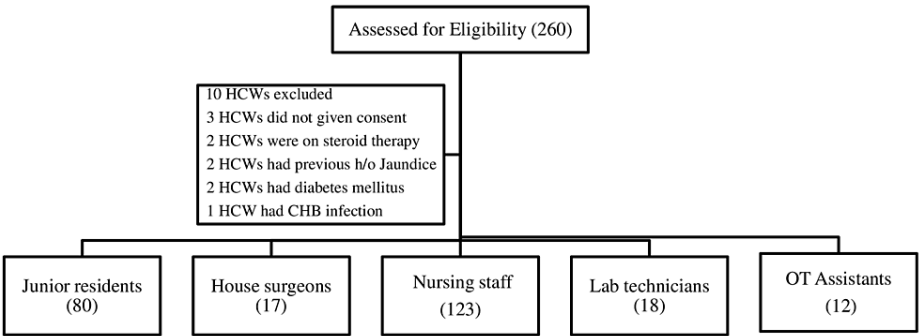 Assessed for Eligibility (260)
10 HCWs excluded
3 HCWs did not given consent
2 HCWs were on steroid therapy
2 HCWs had previous h/o Jaundice
2 HCWs had diabetes mellitus
1 HCW had CHB infection
Junior residents
(80)
House surgeons
(17)
Nursing staff
(123)
Lab technicians
(18)
OT Assistants
(12)